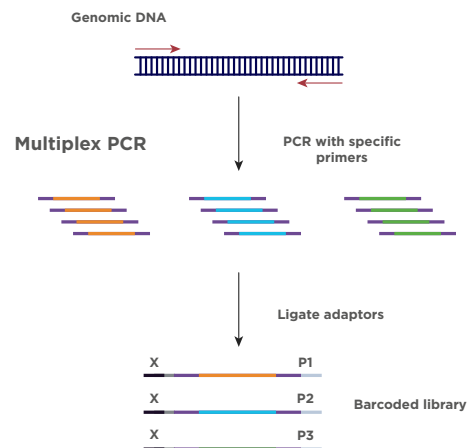 Genomic DNA
Multiplex PCR
PCR with specific
primers
Ligate adaptors
X P1
X P2
Barcoded library
X P3